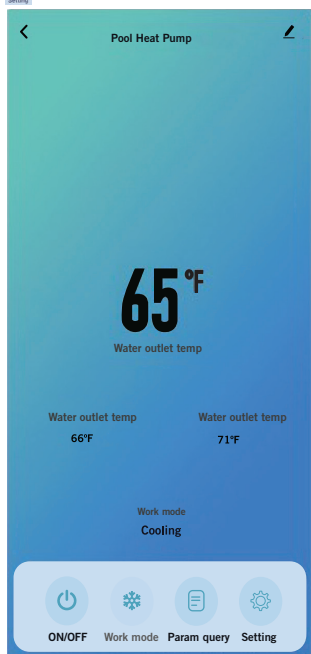 Setting
Pool Heat Pump
65°F
Water outlet temp
Water outlet temp Water outlet temp
66°F 71°F
Work mode
Cooling
ON/OFF Work mode Param query Setting